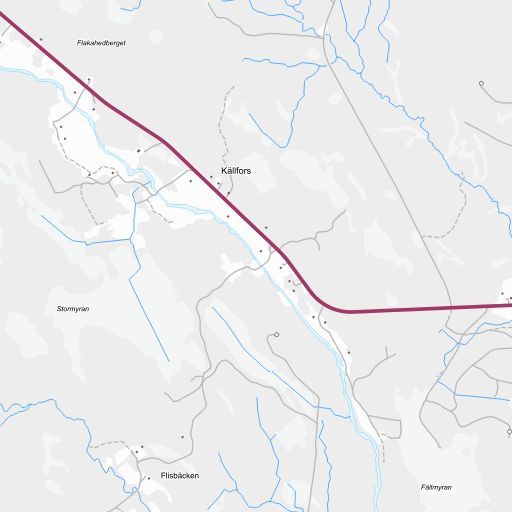 Flakahedberget
Källfors
Stormyran
Flisbäcken
Fällmyran